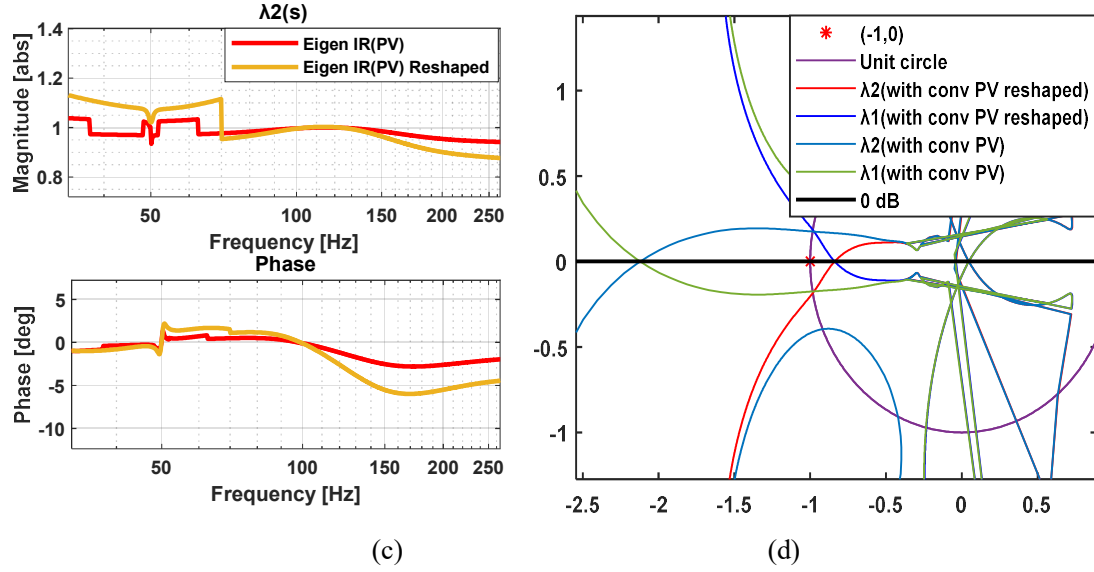 λ2(s)
Magnitude [abs]
1.4
1.2
1
0.8
Eigen IR(PV)
Eigen IR(PV) Reshaped
50 100 150 200 250
Frequency [Hz]
Phase
Phase [deg]
5
0
-5
-10
50 100 150 200 250
Frequency [Hz]
(c)
(-1,0)
Unit circle
λ2(with conv PV reshaped)
λ1(with conv PV reshaped)
λ2(with conv PV)
λ1(with conv PV)
0 dB
1
0.5
0
-0.5
-1
-2.5 -2 -1.5 -1 -0.5 0 0.5
(d)